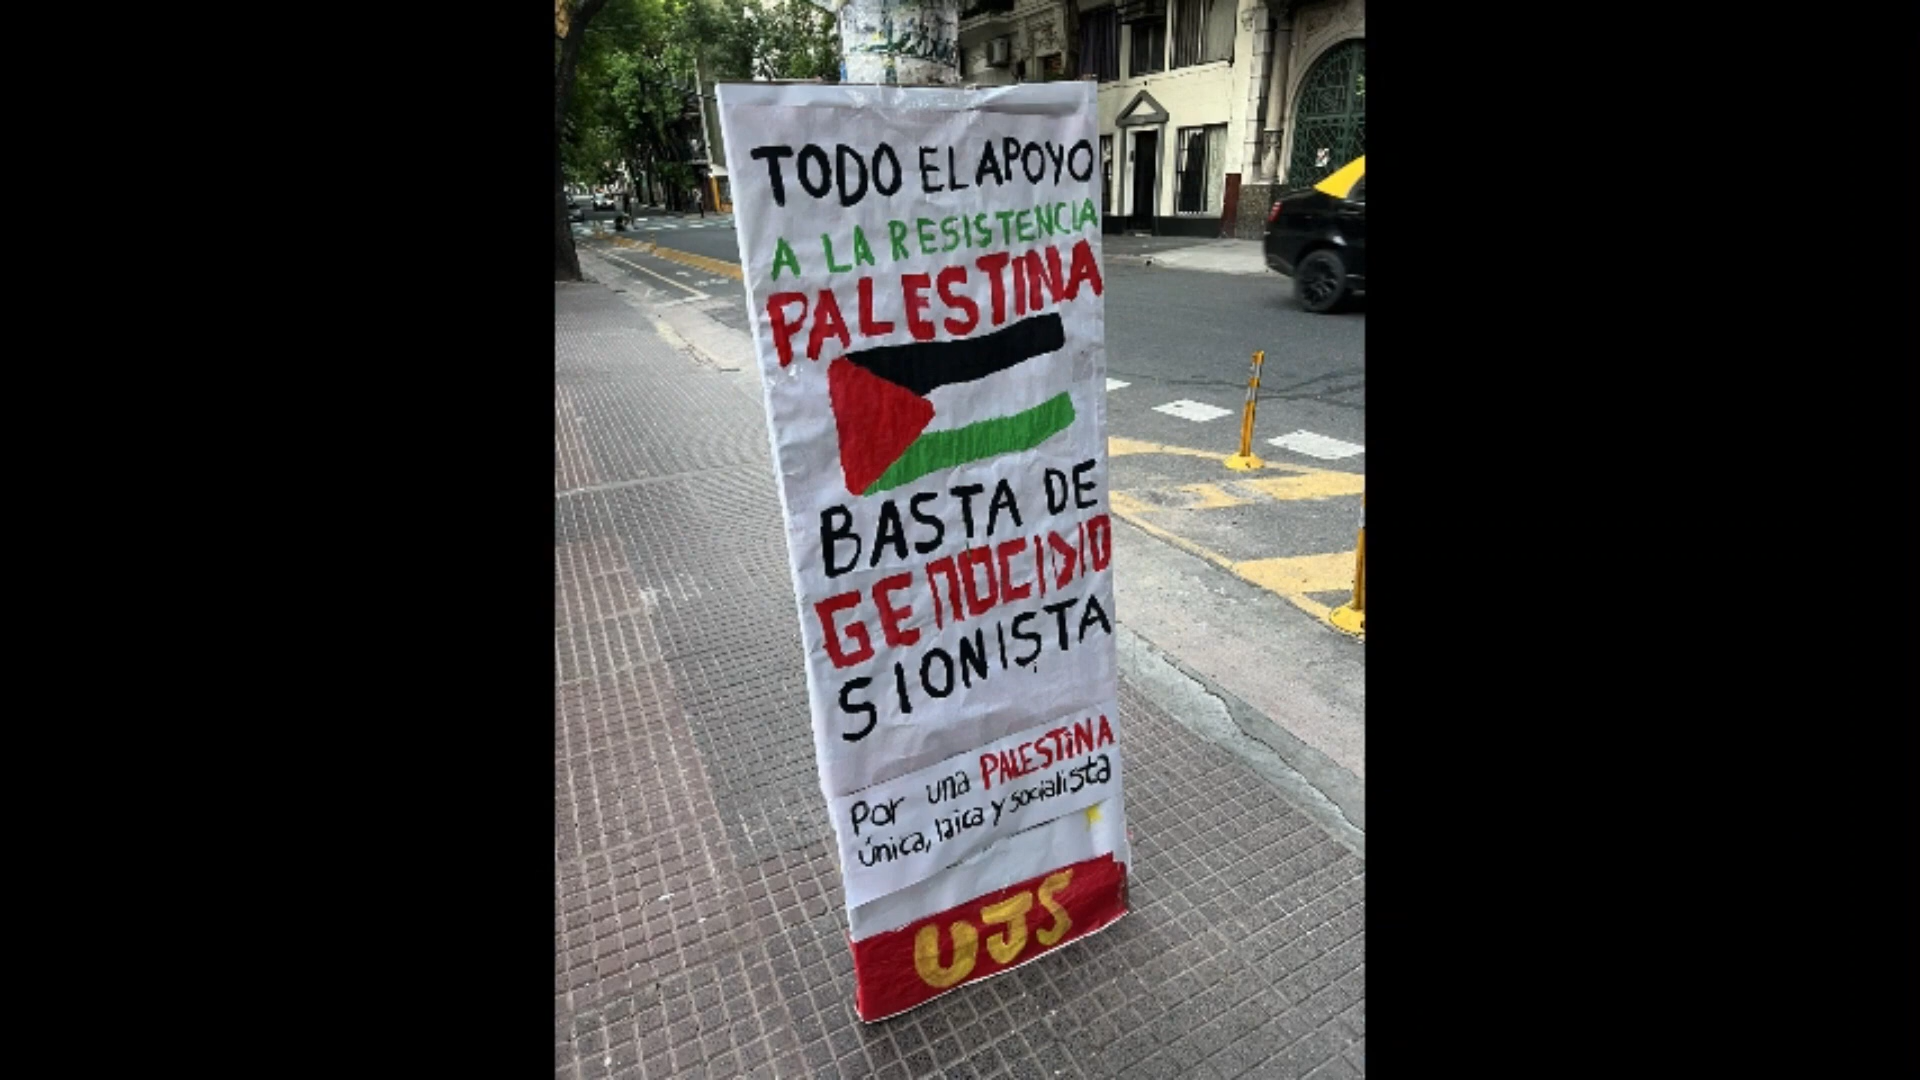 TODO EL APOYO
A LA RESISTENCIA
PALESTINA
BASTA DE
GENOCIDIO
SIONISTA
Por una PALESTINA
única, laica y socialista
UJS